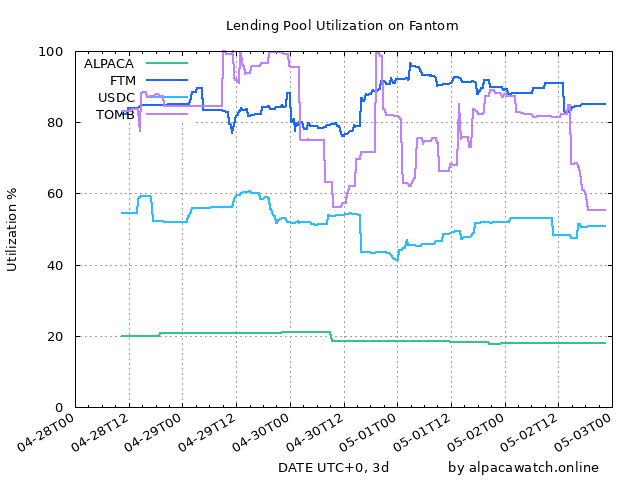 Lending Pool Utilization on Fantom
100
80
60
40
20
0
Utilization %
ALPACA
FTM
USDC
TOMB
04-28T00
04-28T12
04-29T00
04-29T12
04-30T00
04-30T12
05-01T00
05-01T12
05-02T00
05-02T12
05-03T00
DATE UTC+0, 3d
by alpacawatch.online